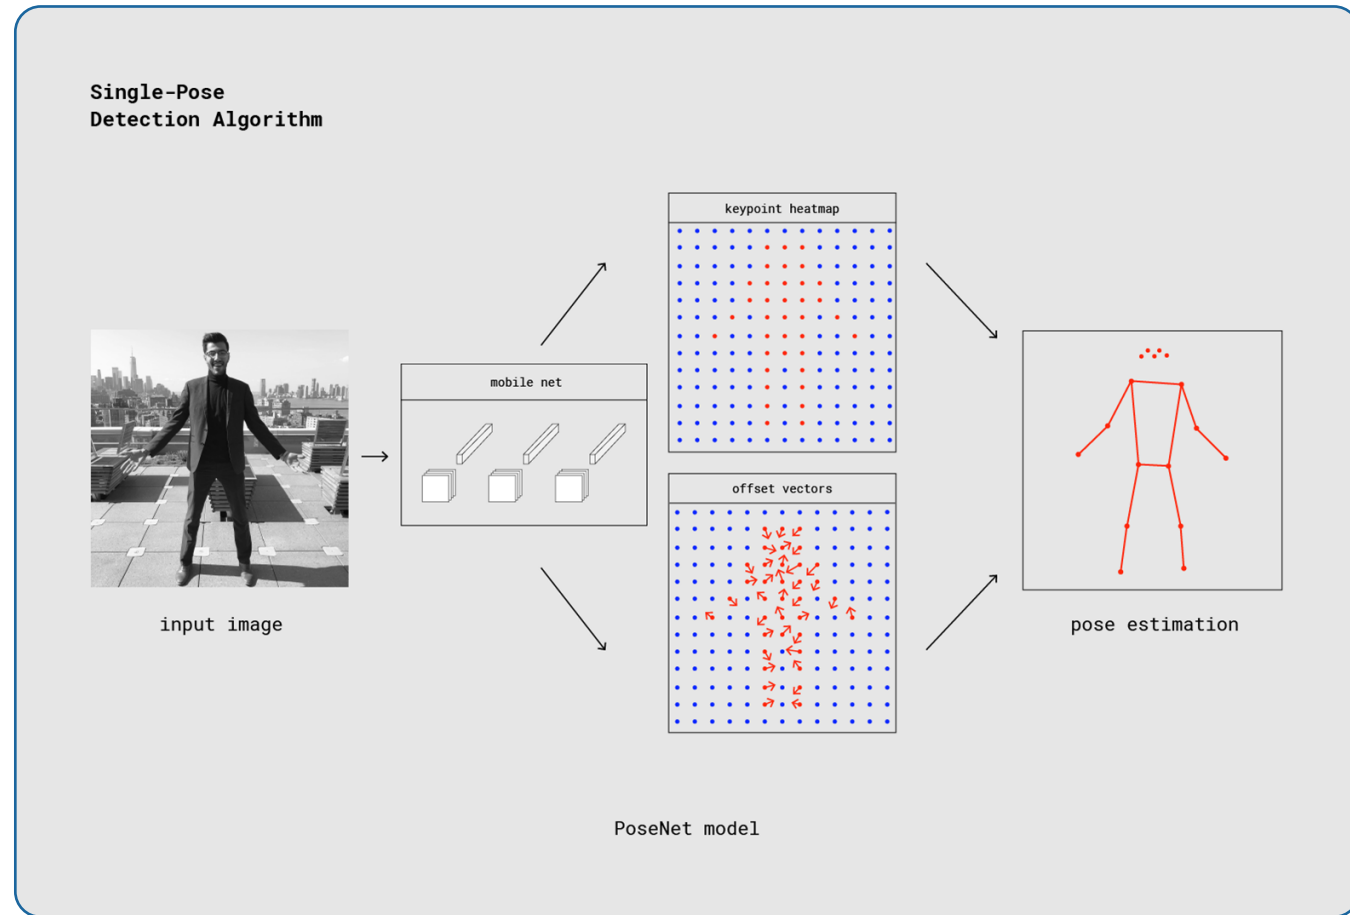 Single-Pose
Detection Algorithm
keypoint heatmap
mobile net
offset vectors
input image
pose estimation
PoseNet model